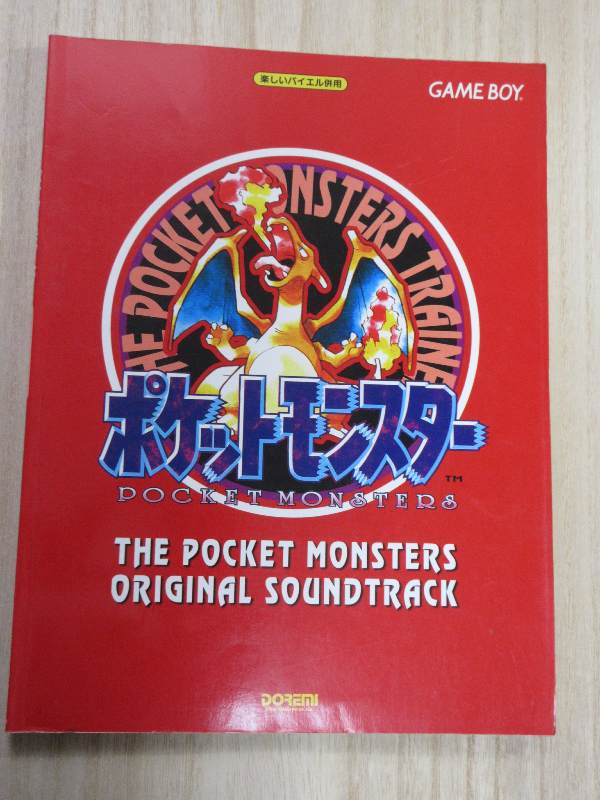 楽しいバイエル併用
GAME BOY
THE POCKET MONSTERS TRAINE
ポケットモンスター
TM
POCKET MONSTERS
THE POCKET MONSTERS
ORIGINAL SOUNDTRACK
DOREMI